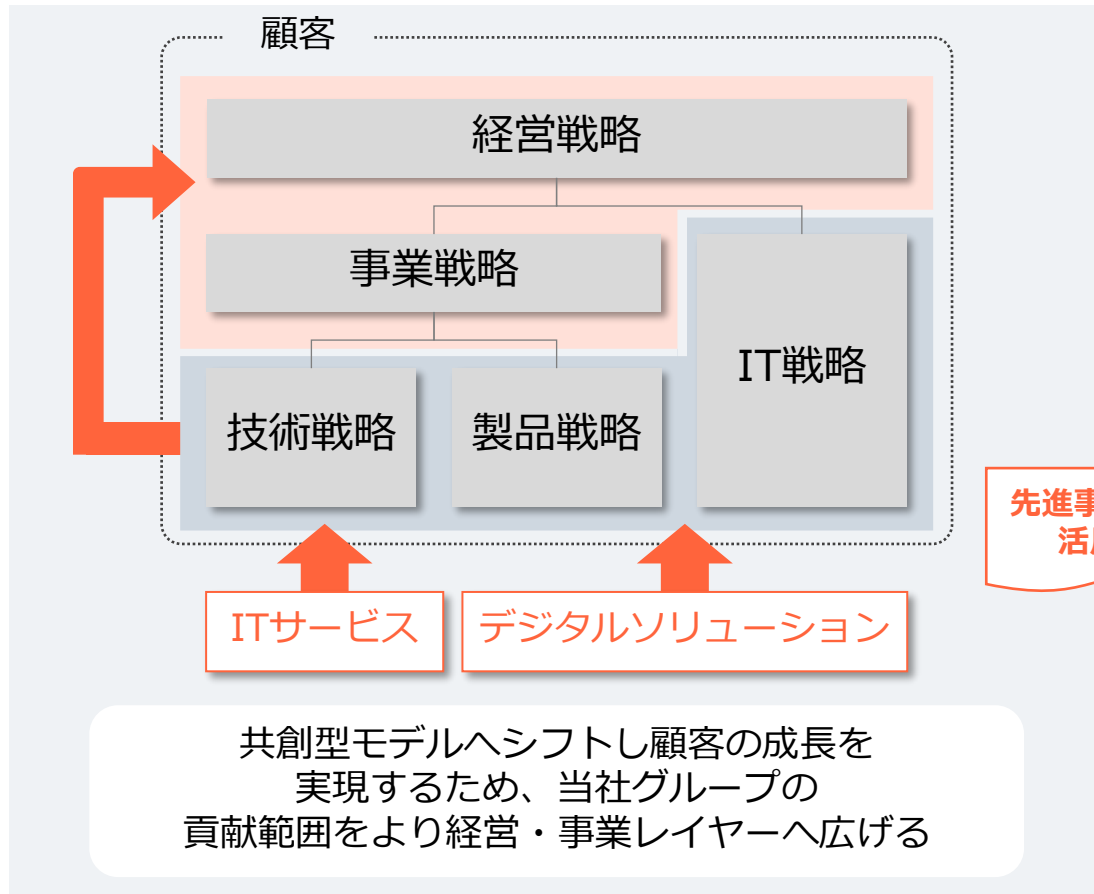 顧客
経営戦略
事業戦略
IT戦略
技術戦略
製品戦略
先進事
活
ITサービス
デジタルソリューション
共創型モデルへシフトし顧客の成長を
実現するため、当社グループの
貢献範囲をより経営・事業レイヤーへ広げる